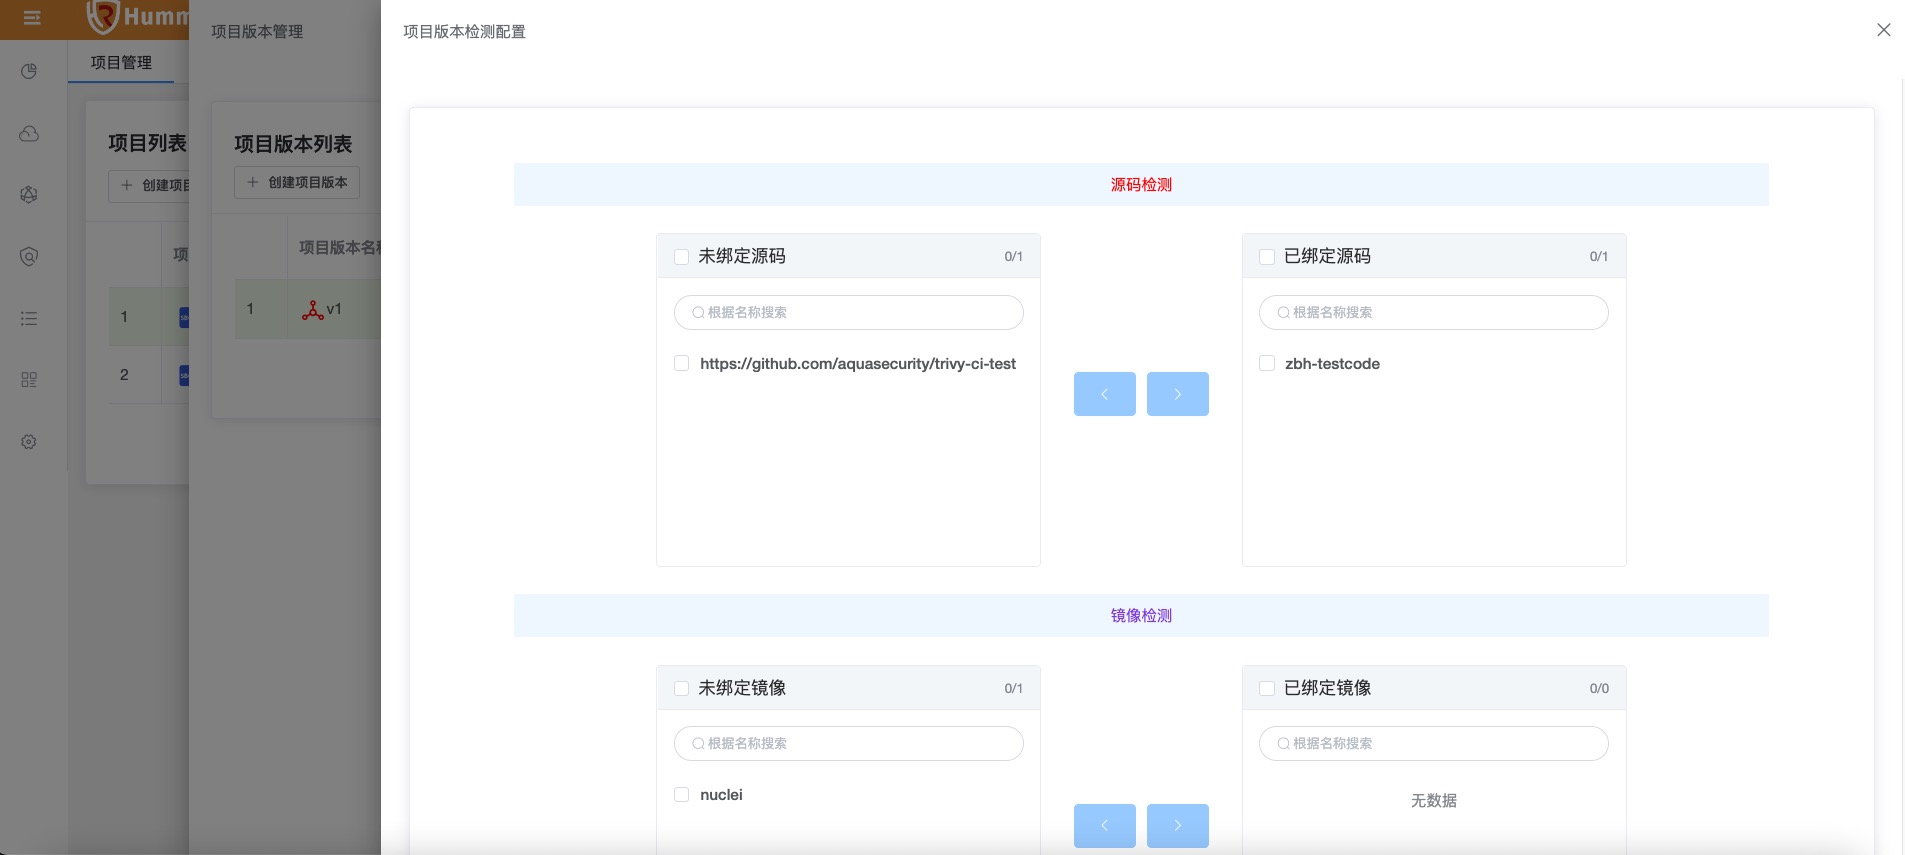 Humm
项目管理
项目列表
创建项目
1
2
项目版本管理
项目版本列表
创建项目版本
项目版本名称
1
v1
项目版本检测配置
源码检测
未绑定源码
0/1
根据名称搜索
https://github.com/aquasecurity/trivy-ci-test
已绑定源码
0/1
根据名称搜索
zbh-testcode
镜像检测
未绑定镜像
0/1
根据名称搜索
nuclei
已绑定镜像
0/0
根据名称搜索
无数据